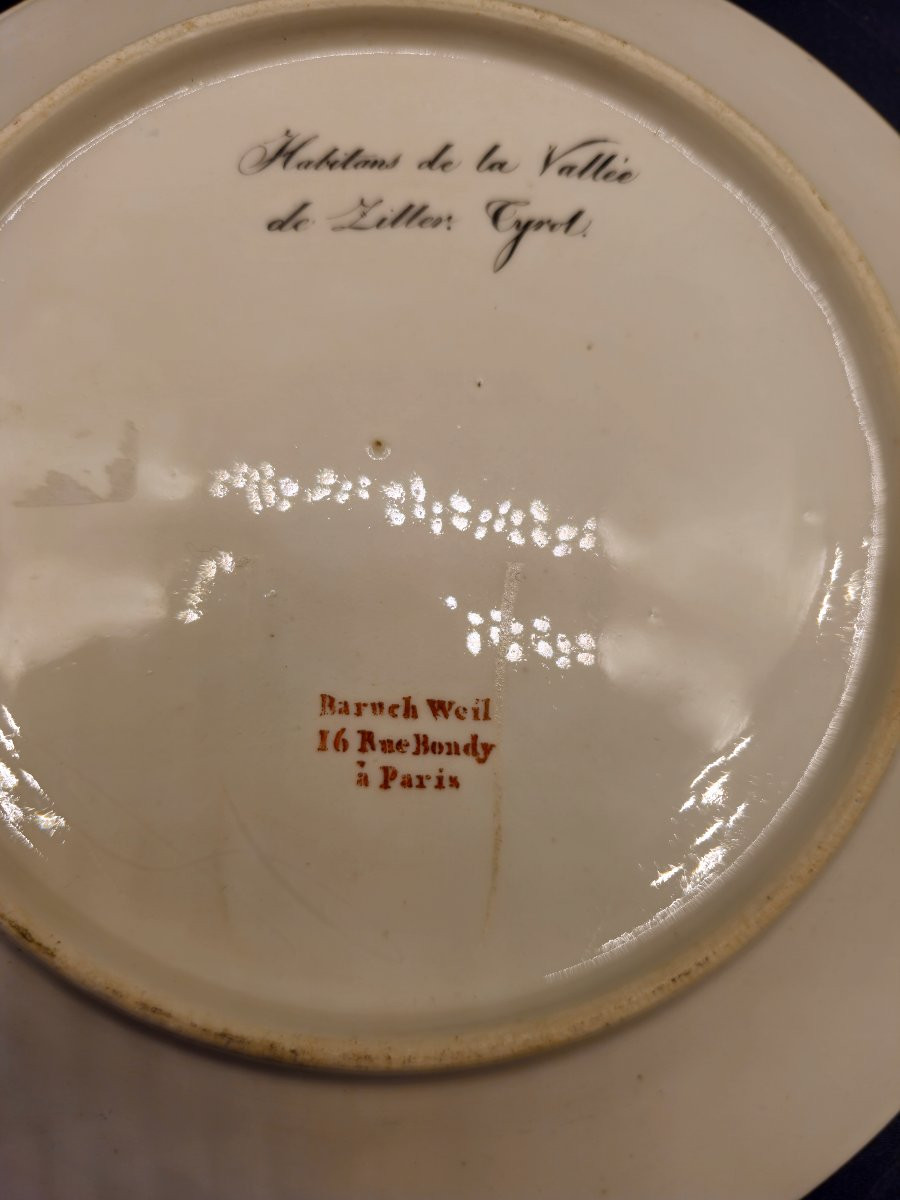 Habitans de la Vallée
de Ziller. Tyrol.
Baruch Weil
16 Rue Bondy
à Paris